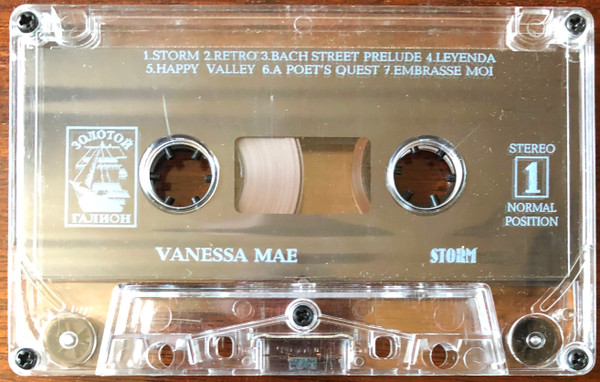 1.STORM 2.RETRO 3.BACH STREET PRELUDE 4.LEYENDA
5.HAPPY VALLEY 6.A POET'S QUEST 7.EMBRASSE MOI
ЗОЛОТОЙ
ГАЛИОН
STEREO
1
NORMAL
POSITION
VANESSA MAE
STORM